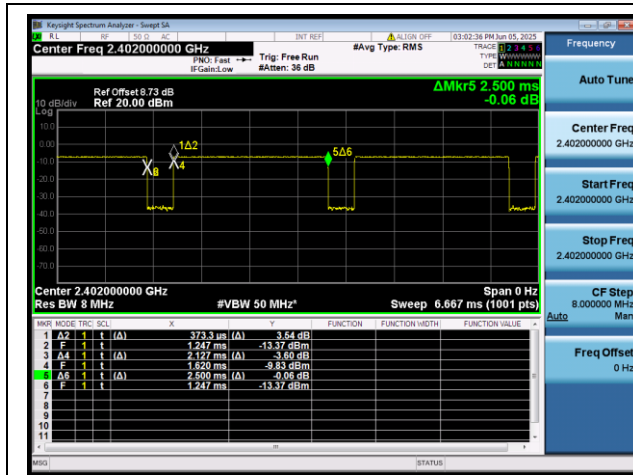 Keysight Spectrum Analyzer - Swept SA
RL RF 50 Ω AC INT REF ALIGN OFF 03:02:36 PM Jun 05, 2025
Center Freq 2.402000000 GHz
PNO: Fast Trig: Free Run
IFGain:Low #Atten: 36 dB
#Avg Type: RMS
TRACE 1 2 3 4 5 6
TYPE WWWWWW
DET A N N N N N
Ref Offset 8.73 dB
ΔMkr5 2.500 ms
10 dB/div Ref 20.00 dBm
-0.06 dB
Log
10.0
0.00
-10.0
-20.0
-30.0
-40.0
-50.0
-60.0
-70.0
1Δ2
4
5Δ6
Center 2.402000000 GHz Span 0 Hz
Res BW 8 MHz #VBW 50 MHz* Sweep 6.667 ms (1001 pts)
MKR MODE TRC SCL X Y FUNCTION FUNCTION WIDTH FUNCTION VALUE
1 Δ2 1 t (Δ) 373.3 µs (Δ) 3.54 dB
2 F 1 t 1.247 ms -13.37 dBm
3 Δ4 1 t (Δ) 2.127 ms (Δ) -3.60 dB
4 F 1 t 1.620 ms -9.83 dBm
5 Δ6 1 t (Δ) 2.500 ms (Δ) -0.06 dB
6 F 1 t 1.247 ms -13.37 dBm
7
8
9
10
11
MSG STATUS
Frequency
Auto Tune
Center Freq
2.402000000 GHz
Start Freq
2.402000000 GHz
Stop Freq
2.402000000 GHz
CF Step
8.000000 MHz
Auto Man
Freq Offset
0 Hz